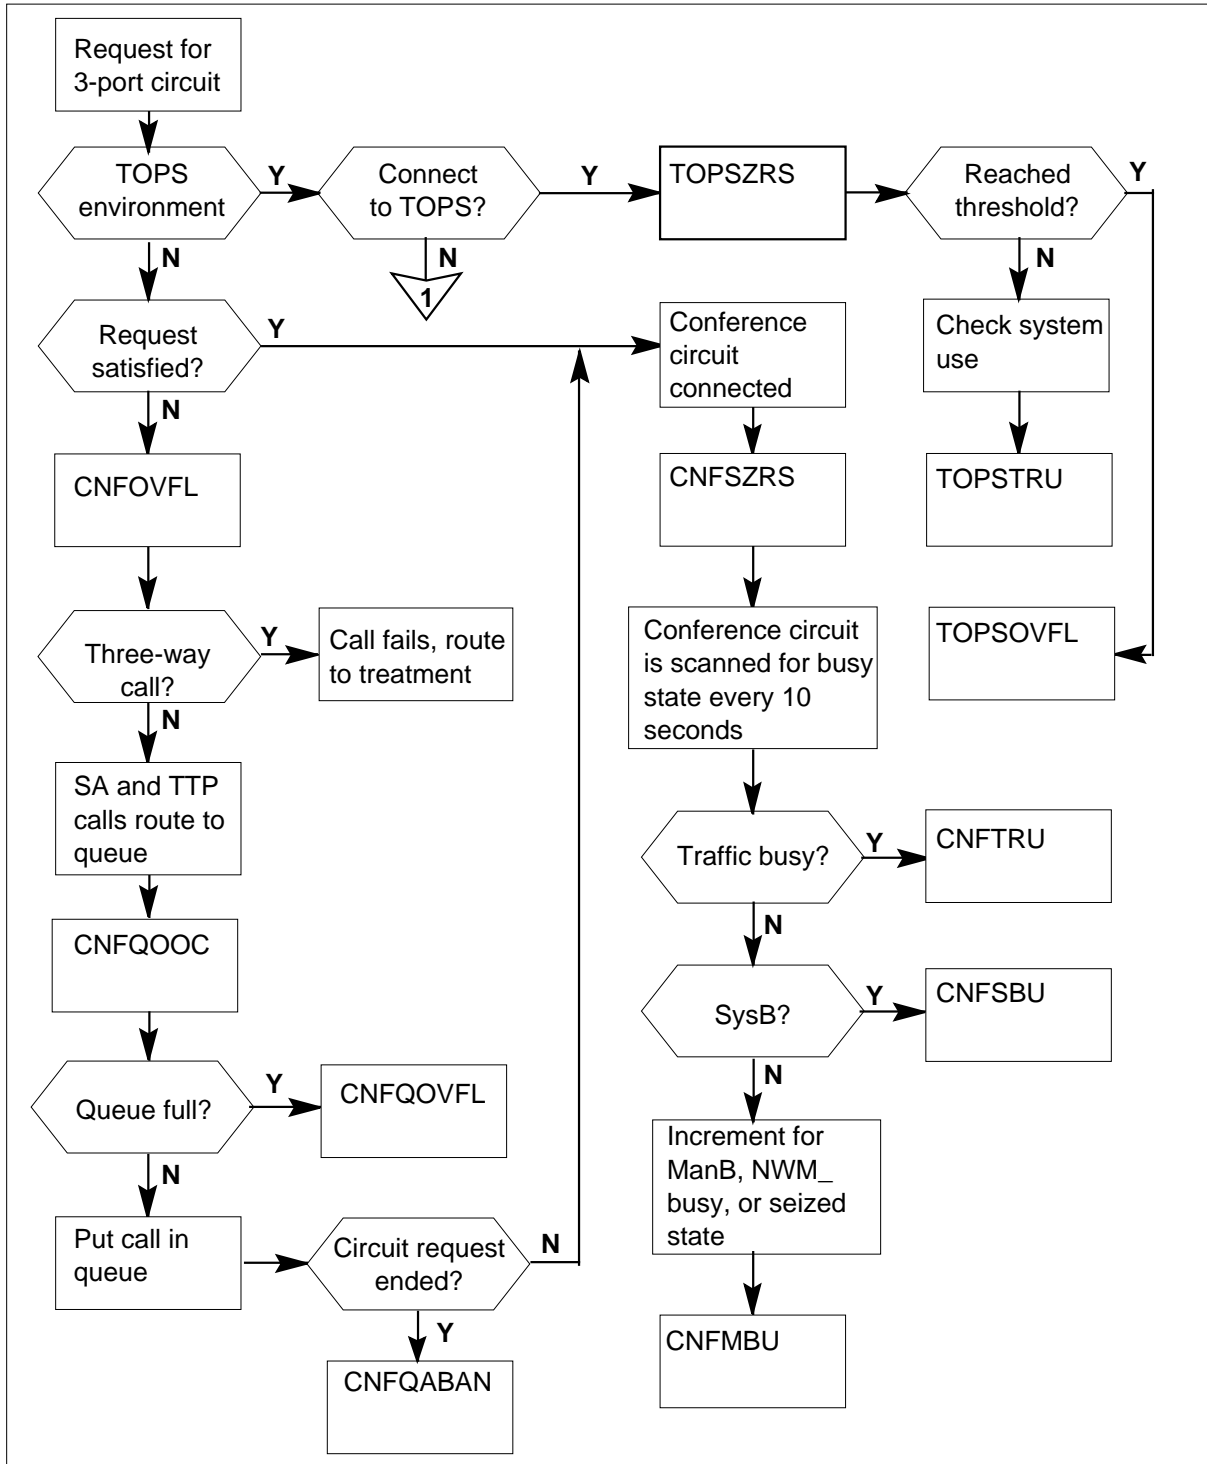 Request for
3-port circuit
TOPS
environment
Y
Connect
to TOPS?
Y
TOPSZRS
Reached
threshold?
Y
N
N
1
N
Request
satisfied?
Y
Conference
circuit
connected
Check system
use
N
CNFOVFL
CNFSZRS
TOPSTRU
Three-way
call?
Y
Call fails, route
to treatment
Conference circuit
is scanned for busy
state every 10
seconds
TOPSOVFL
N
SA and TTP
calls route to
queue
Traffic busy?
Y
CNFTRU
N
CNFQOOC
SysB?
Y
CNFSBU
N
Queue full?
Y
CNFQOVFL
Increment for
ManB, NWM_
busy, or seized
state
N
Put call in
queue
Circuit request
ended?
N
Y
CNFMBU
CNFQABAN